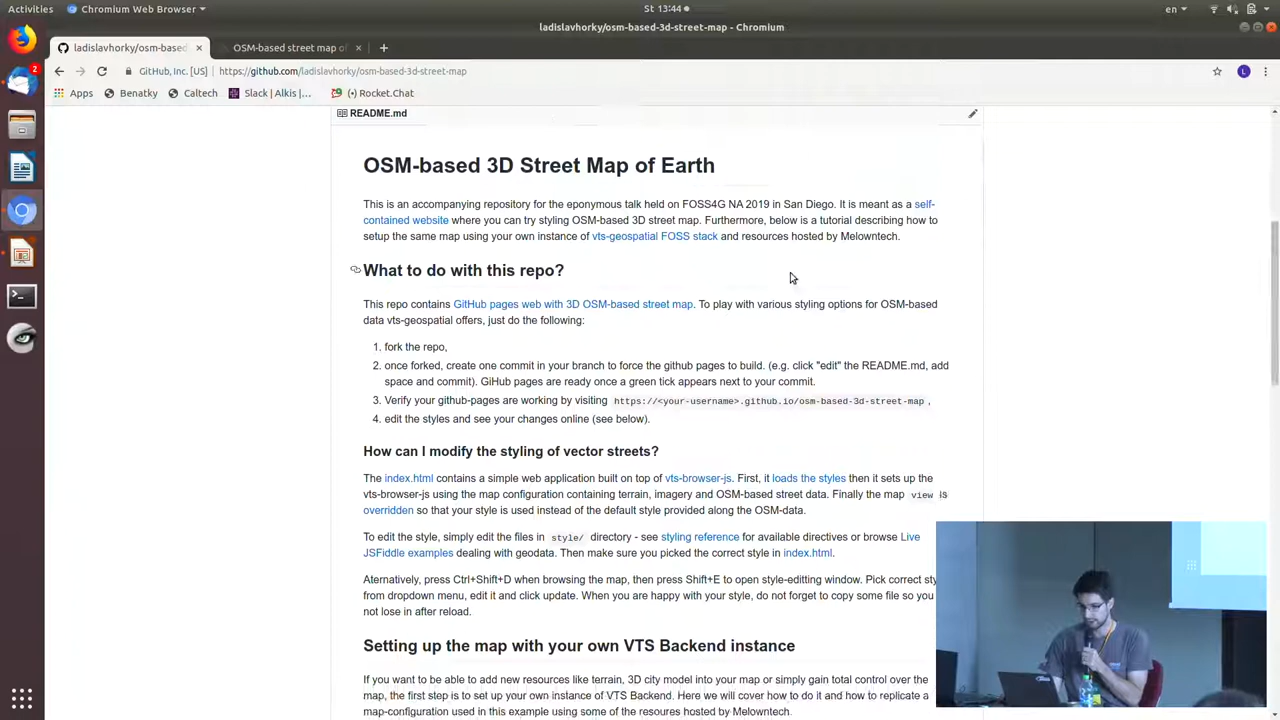 Activities
Chromium Web Browser
St 13:44
en
ladislavhorky/osm-based-3d-street-map - Chromium
2
ladislavhorky/osm-based
OSM-based street map of
GitHub, Inc. [US]
https://github.com/ladislavhorky/osm-based-3d-street-map
L
Apps
Benatky
Caltech
Slack | Alkis |...
(•) Rocket.Chat
README.md
OSM-based 3D Street Map of Earth
This is an accompanying repository for the eponymous talk held on FOSS4G NA 2019 in San Diego. It is meant as a self-
contained website where you can try styling OSM-based 3D street map. Furthermore, below is a tutorial describing how to
setup the same map using your own instance of vts-geospatial FOSS stack and resources hosted by Melowntech.
What to do with this repo?
This repo contains GitHub pages web with 3D OSM-based street map. To play with various styling options for OSM-based
data vts-geospatial offers, just do the following:
1. fork the repo,
2. once forked, create one commit in your branch to force the github pages to build. (e.g. click "edit" the README.md, add
space and commit). GiHub pages are ready once a green tick appears next to your commit.
3. Verify your github-pages are working by visiting https://<your-username>.github.io/osm-based-3d-street-map ,
4. edit the styles and see your changes online (see below).
How can I modify the styling of vector streets?
The index.html contains a simple web application built on top of vts-browser-js. First, it loads the styles then it sets up the
vts-browser-js using the map configuration containing terrain, imagery and OSM-based street data. Finally the map view is
overridden so that your style is used instead of the default style provided along the OSM-data.
To edit the style, simply edit the files in style/ directory - see styling reference for available directives or browse Live
JSFiddle examples dealing with geodata. Then make sure you picked the correct style in index.html.
Aternatively, press Ctrl+Shift+D when browsing the map, then press Shift+E to open style-editting window. Pick correct sty
from dropdown menu, edit it and click update. When you are happy with your style, do not forget to copy some file so you
not lose in after reload.
Setting up the map with your own VTS Backend instance
If you want to be able to add new resources like terrain, 3D city model into your map or simply gain total control over the
map, the first step is to set up your own instance of VTS Backend. Here we will cover how to do it and how to replicate a
map-configuration used in this example using some of the resoures hosted by Melowntech.